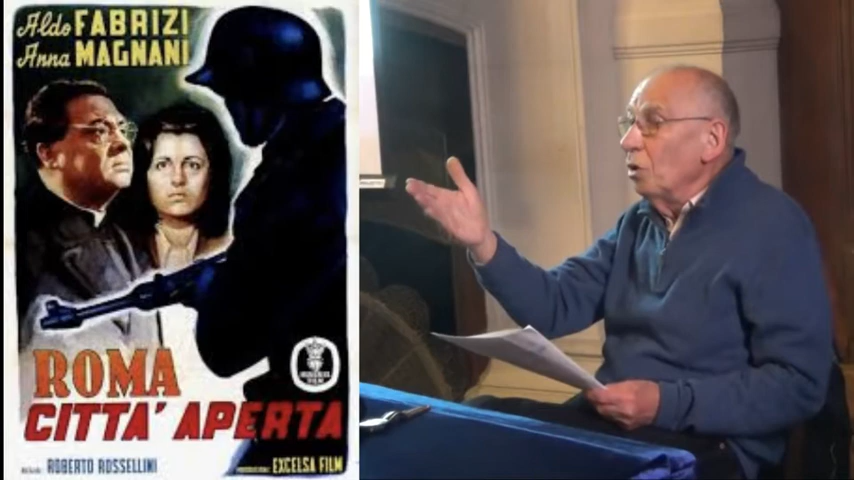 Aldo FABRIZI
Anna MAGNANI
ROMA
CITTA' APERTA
ROBERTO ROSSELLINI
EXCELSA FILM